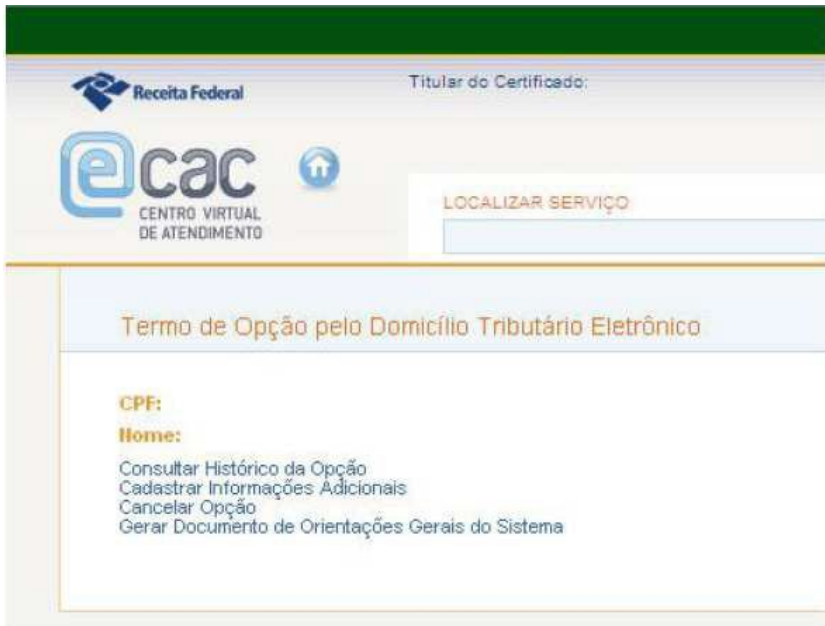 Receita Federal
Titular do Certificado:
ecac
CENTRO VIRTUAL
DE ATENDIMENTO
LOCALIZAR SERVIÇO
Termo de Opção pelo Domicílio Tributário Eletrônico
CPF:
Nome:
Consultar Histórico da Opção
Cadastrar Informações Adicionais
Cancelar Opção
Gerar Documento de Orientações Gerais do Sistema